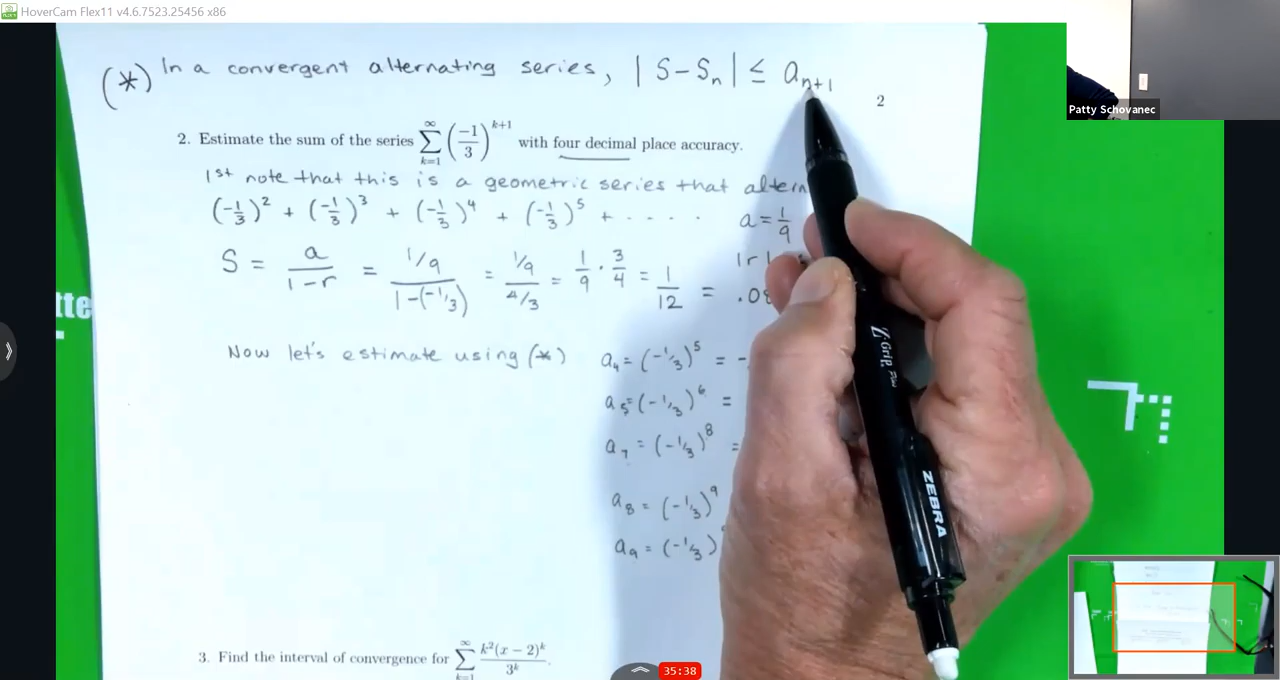 HoverCam Flex11 v4.6.7523.25456 x86
(*) In a convergent alternating series, | S - Sₙ | ≤ aₙ₊₁
2
Patty Schovanec
2. Estimate the sum of the series ∑_{k=1}^{∞} (-1/3)^{k+1} with four decimal place accuracy.
1st note that this is a geometric series that altern
(-1/3)² + (-1/3)³ + (-1/3)⁴ + (-1/3)⁵ + · · · · · a = 1/9
S = a/(1-r) = (1/9)/(1-(-1/3)) = (1/9)/(4/3) = 1/9 · 3/4 = 1/12 = .08
|r|
tte
Now let's estimate using (*) a₄ = (-1/3)⁵ = -
a₅ = (-1/3)⁶ =
a₇ = (-1/3)⁸ =
a₈ = (-1/3)⁹
a₉ = (-1/3)
Z-Grip Flow
ZEBRA
3. Find the interval of convergence for ∑_{k=1}^{∞} k²(x − 2)^k / 3^k.
35:38